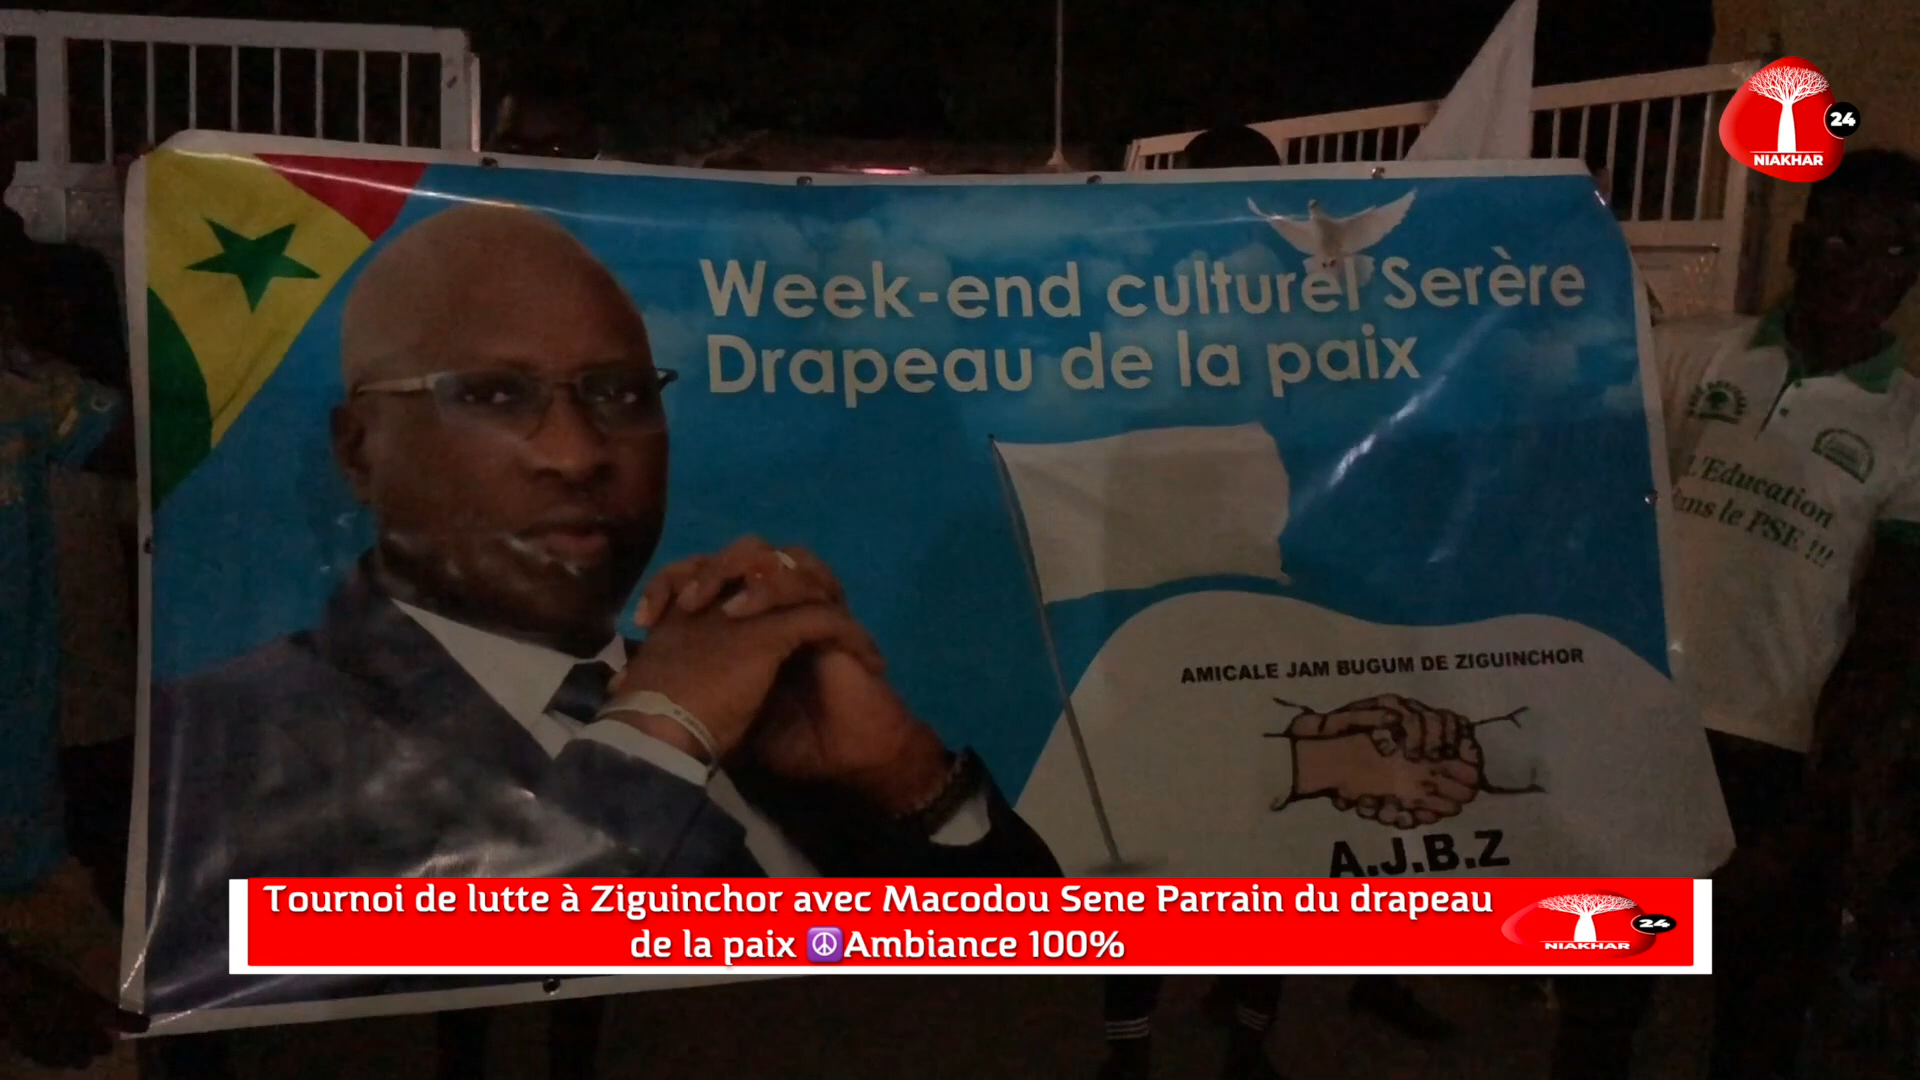 24
NIAKHAR
Week-end culturel Serère
Drapeau de la paix
L'Education
dans le PSE !!!
AMICALE JAM BUGUM DE ZIGUINCHOR
A.J.B.Z
Tournoi de lutte à Ziguinchor avec Macodou Sene Parrain du drapeau
de la paix ☮Ambiance 100%
24
NIAKHAR